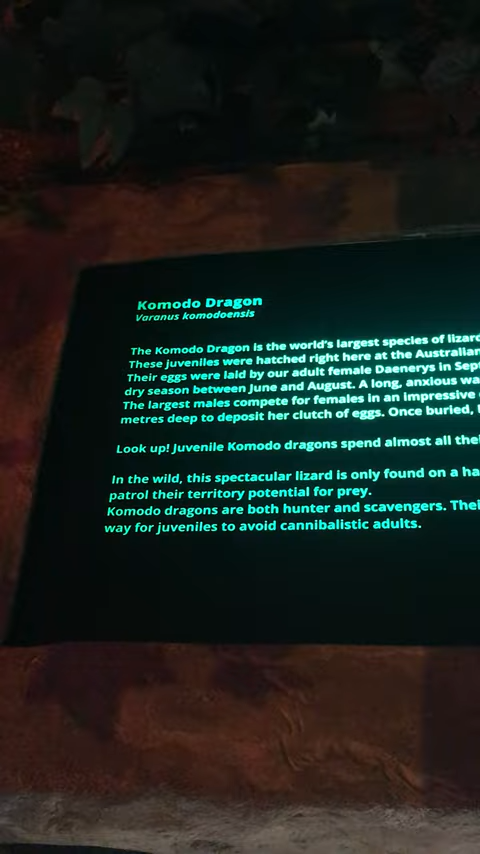 Komodo Dragon
Varanus komodoensis
The Komodo Dragon is the world's largest species of
These juveniles were hatched right here at the
Their eggs were laid by our adult female Daenerys in
dry season between June and August. A long, anxious
The largest males compete for females in an impressive
metres deep to deposit her clutch of eggs. Once buried,
Look up! Juvenile Komodo dragons spend almost all
In the wild, this spectacular lizard is only found on a
patrol their territory potential for prey.
Komodo dragons are both hunter and scavengers.
way for juveniles to avoid cannibalistic adults.